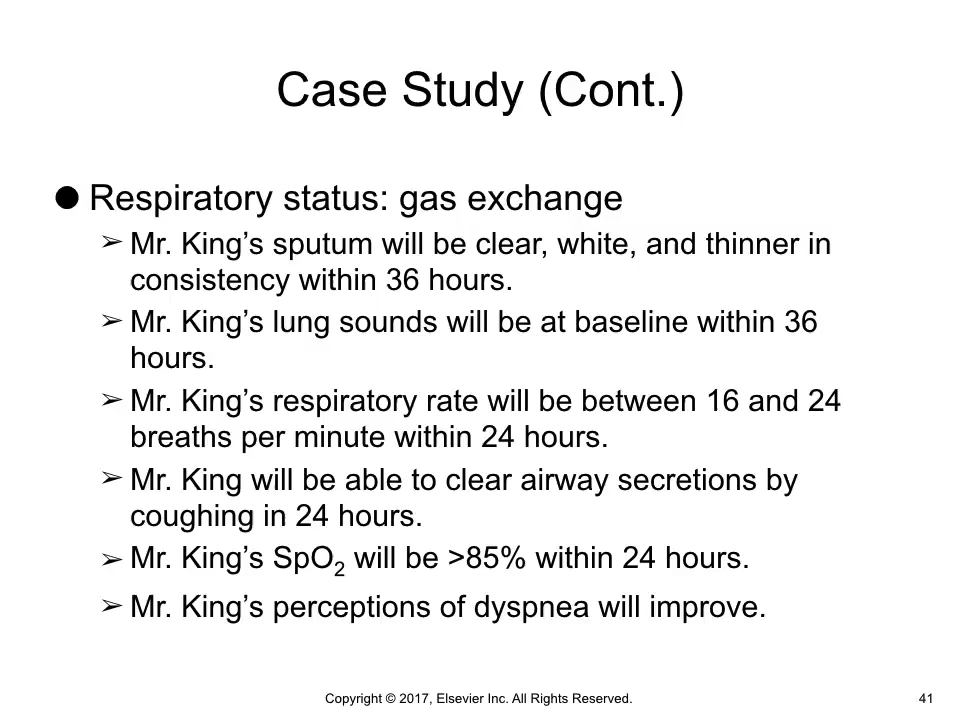 Case Study (Cont.)
● Respiratory status: gas exchange
➢ Mr. King’s sputum will be clear, white, and thinner in
consistency within 36 hours.
➢ Mr. King’s lung sounds will be at baseline within 36
hours.
➢ Mr. King’s respiratory rate will be between 16 and 24
breaths per minute within 24 hours.
➢ Mr. King will be able to clear airway secretions by
coughing in 24 hours.
➢ Mr. King’s SpO₂ will be >85% within 24 hours.
➢ Mr. King’s perceptions of dyspnea will improve.
Copyright © 2017, Elsevier Inc. All Rights Reserved.
41